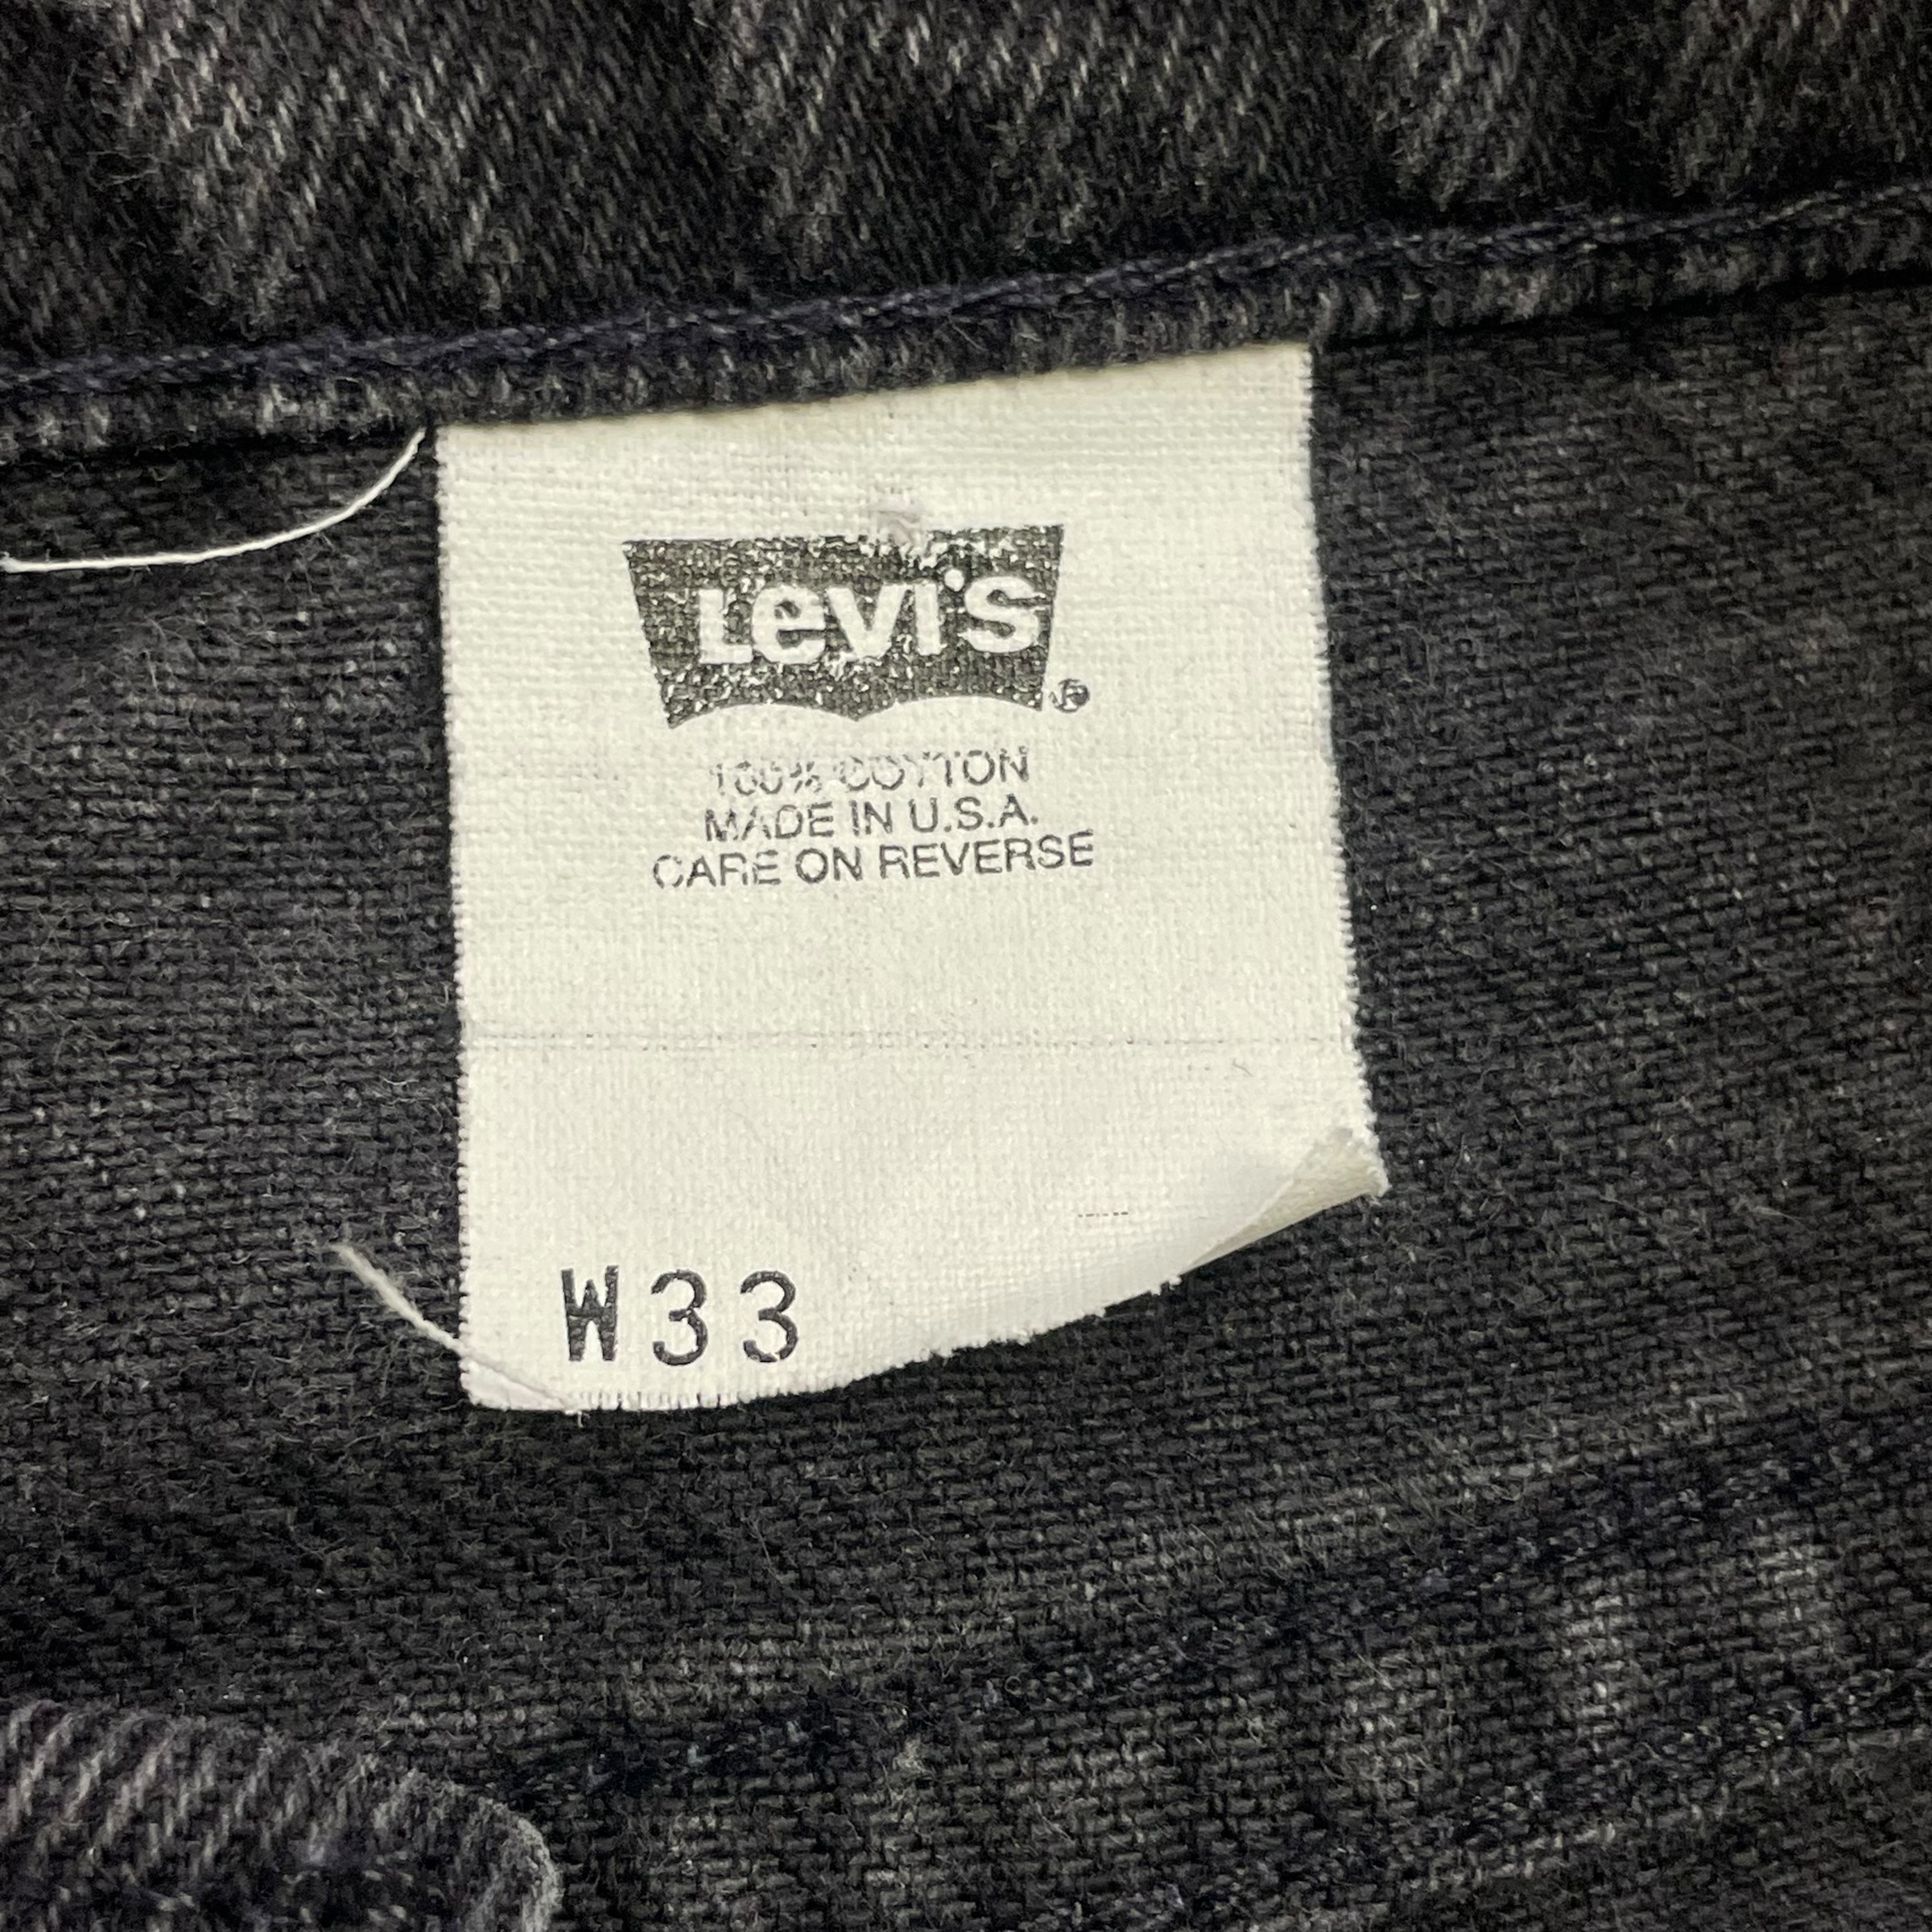 Levi's
®
100% COTTON
MADE IN U.S.A.
CARE ON REVERSE
W33